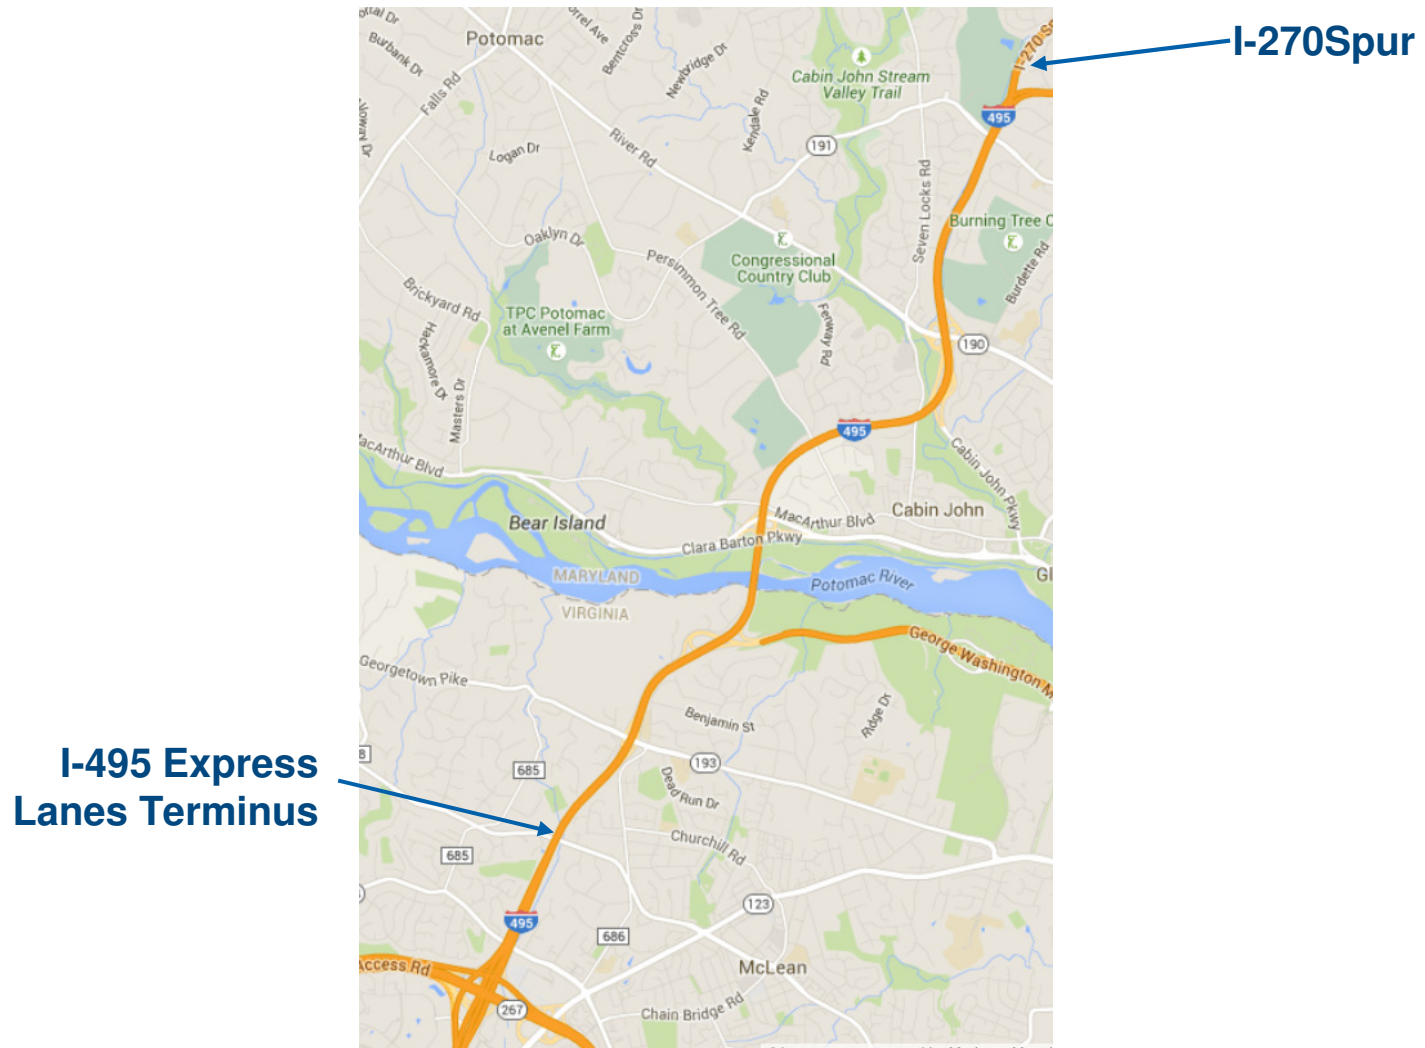 I-270Spur
I-495 Express
Lanes Terminus
Potomac
Burbank Dr
Falls Rd
Bentcross Dr
Newbridge Dr
Cabin John Stream
Valley Trail
Kendale Rd
I-270
495
191
Logan Dr
River Rd
Seven Locks Rd
Burning Tree C
Burdette Rd
Oaklyn Dr
Persimmon Tree Rd
Congressional
Country Club
Brickyard Rd
Hackamore Dr
Masters Dr
TPC Potomac
at Avenel Farm
Fenway Rd
190
495
Cabin John Pkwy
MacArthur Blvd
Bear Island
MacArthur Blvd
Cabin John
Clara Barton Pkwy
MARYLAND
Potomac River
Gl
VIRGINIA
George Washington M
Georgetown Pike
Benjamin St
Ridge Dr
685
193
Dead Run Dr
Churchill Rd
685
123
495
686
McLean
Access Rd
267
Chain Bridge Rd